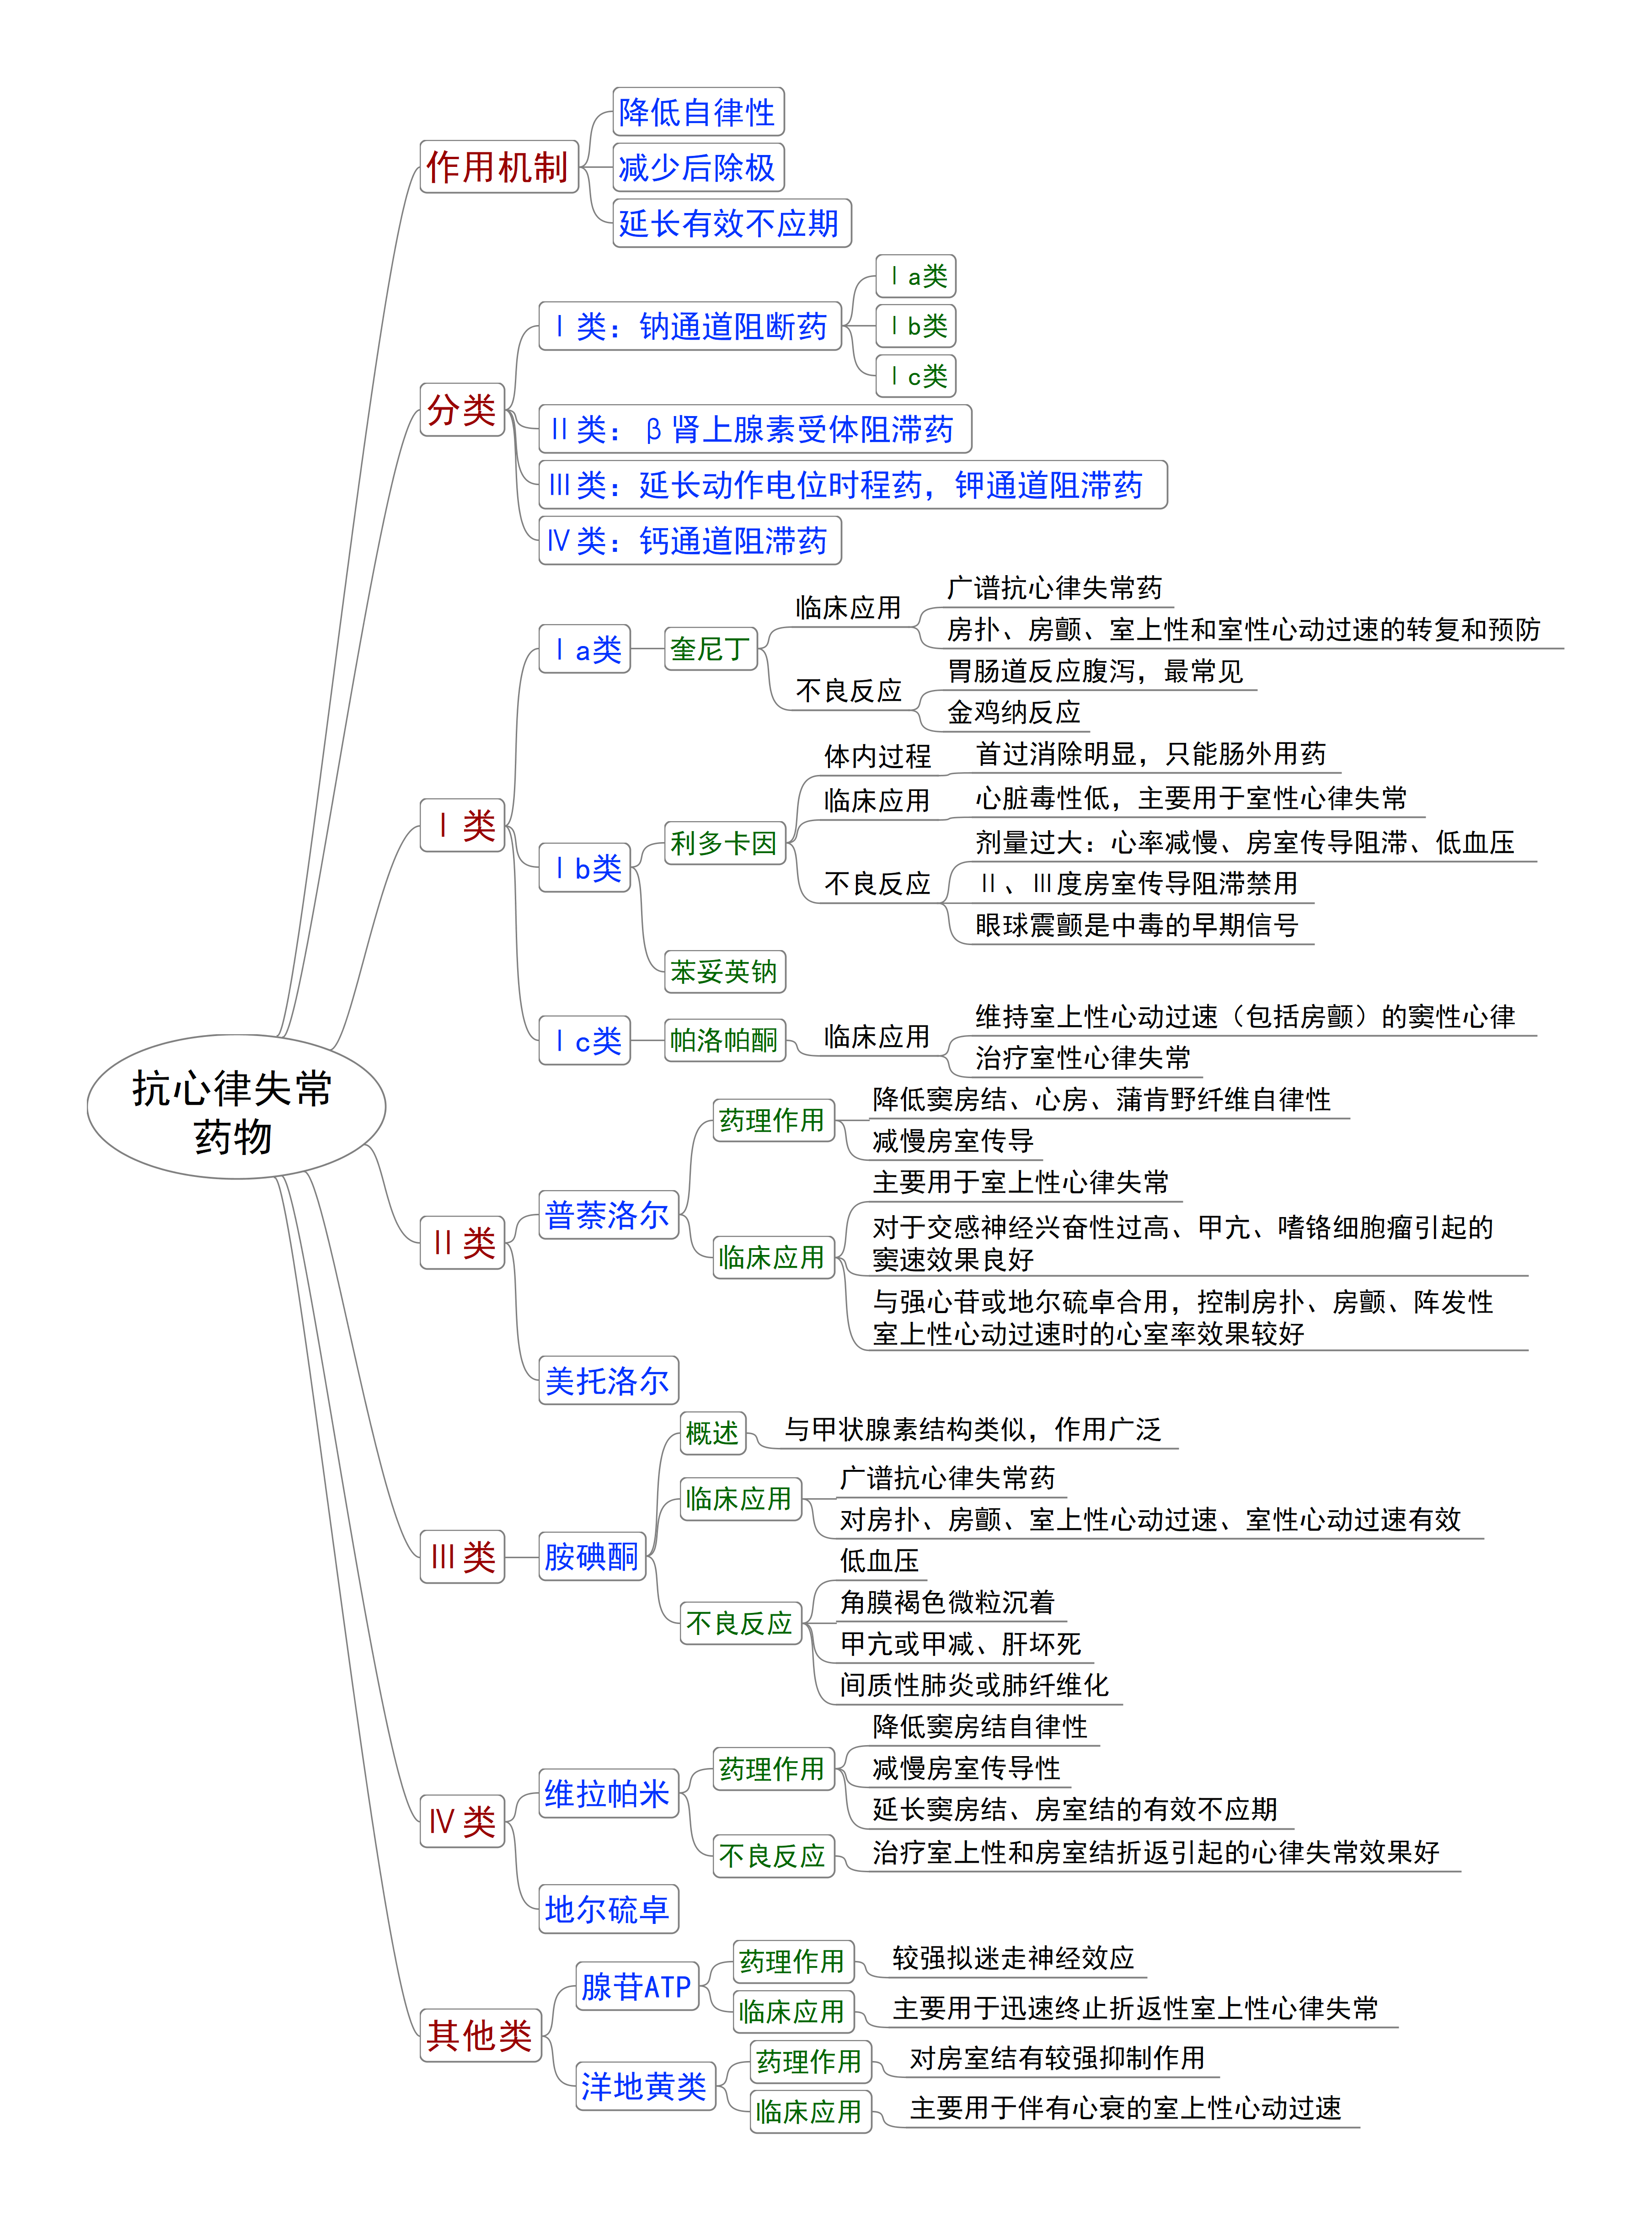 降低自律性
作用机制
减少后除极
延长有效不应期
Ⅰa类
Ⅰ类：钠通道阻断药
Ⅰb类
Ⅰc类
分类
Ⅱ类：β肾上腺素受体阻滞药
Ⅲ类：延长动作电位时程药，钾通道阻滞药
Ⅳ类：钙通道阻滞药
Ⅰ类
Ⅰa类
奎尼丁
临床应用
广谱抗心律失常药
房扑、房颤、室上性和室性心动过速的转复和预防
不良反应
胃肠道反应腹泻，最常见
金鸡纳反应
Ⅰb类
利多卡因
体内过程
首过消除明显，只能肠外用药
临床应用
心脏毒性低，主要用于室性心律失常
不良反应
剂量过大：心率减慢、房室传导阻滞、低血压
Ⅱ、Ⅲ度房室传导阻滞禁用
眼球震颤是中毒的早期信号
苯妥英钠
Ⅰc类
帕洛帕酮
临床应用
维持室上性心动过速（包括房颤）的窦性心律
治疗室性心律失常
抗心律失常
药物
Ⅱ类
普萘洛尔
药理作用
降低窦房结、心房、蒲肯野纤维自律性
减慢房室传导
临床应用
主要用于室上性心律失常
对于交感神经兴奋性过高、甲亢、嗜铬细胞瘤引起的
窦速效果良好
与强心苷或地尔硫卓合用，控制房扑、房颤、阵发性
室上性心动过速时的心室率效果较好
美托洛尔
Ⅲ类
胺碘酮
概述
与甲状腺素结构类似，作用广泛
临床应用
广谱抗心律失常药
对房扑、房颤、室上性心动过速、室性心动过速有效
不良反应
低血压
角膜褐色微粒沉着
甲亢或甲减、肝坏死
间质性肺炎或肺纤维化
Ⅳ类
维拉帕米
药理作用
降低窦房结自律性
减慢房室传导性
延长窦房结、房室结的有效不应期
不良反应
治疗室上性和房室结折返引起的心律失常效果好
地尔硫卓
其他类
腺苷ATP
药理作用
较强拟迷走神经效应
临床应用
主要用于迅速终止折返性室上性心律失常
洋地黄类
药理作用
对房室结有较强抑制作用
临床应用
主要用于伴有心衰的室上性心动过速